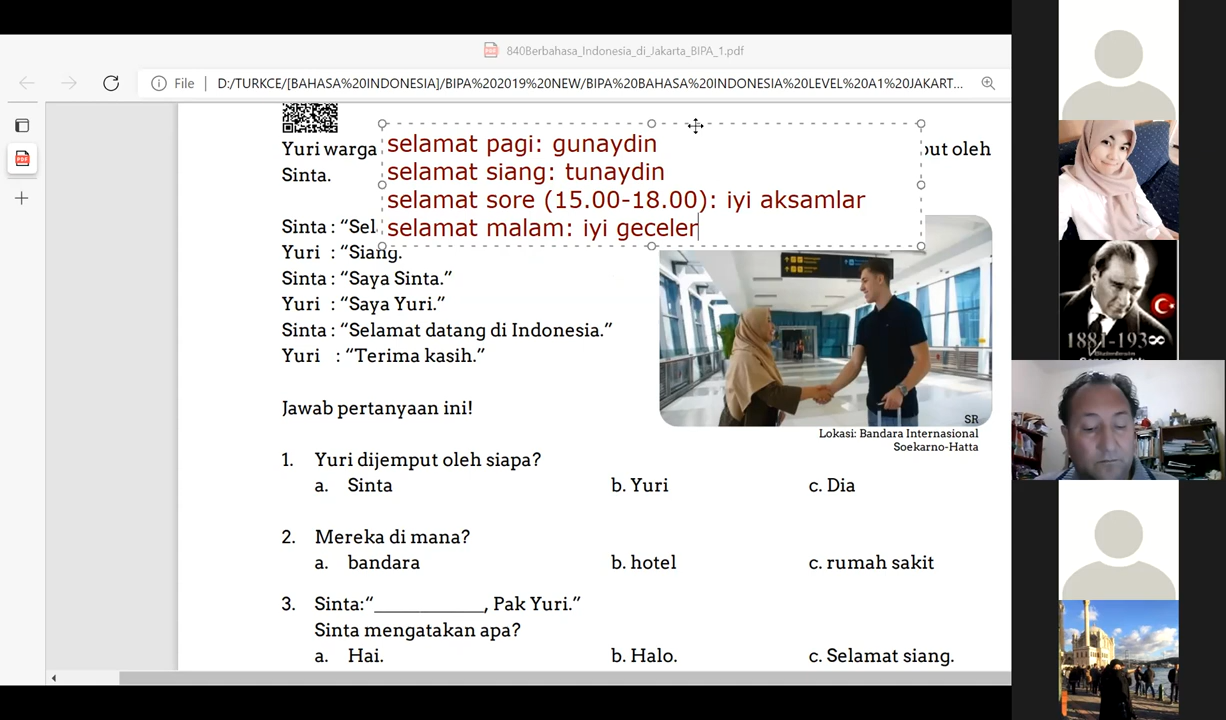 840Berbahasa_Indonesia_di_Jakarta_BIPA_1.pdf
File D:/TURKCE/[BAHASA%20INDONESIA]/BIPA%202019%20NEW/BIPA%20BAHASA%20INDONESIA%20LEVEL%20A1%20JAKART...
selamat pagi: gunaydin
selamat siang: tunaydin
selamat sore (15.00-18.00): iyi aksamlar
selamat malam: iyi geceler
Yuri warga oleh
Sinta.
Sinta : “Sel
Yuri : “Siang.
Sinta : “Saya Sinta.”
Yuri : “Saya Yuri.”
Sinta : “Selamat datang di Indonesia.”
Yuri : “Terima kasih.”
SR
Lokasi: Bandara Internasional
Soekarno-Hatta
Jawab pertanyaan ini!
1. Yuri dijemput oleh siapa?
a. Sinta b. Yuri c. Dia
2. Mereka di mana?
a. bandara b. hotel c. rumah sakit
3. Sinta:“____________, Pak Yuri.”
Sinta mengatakan apa?
a. Hai. b. Halo. c. Selamat siang.
1881-193∞